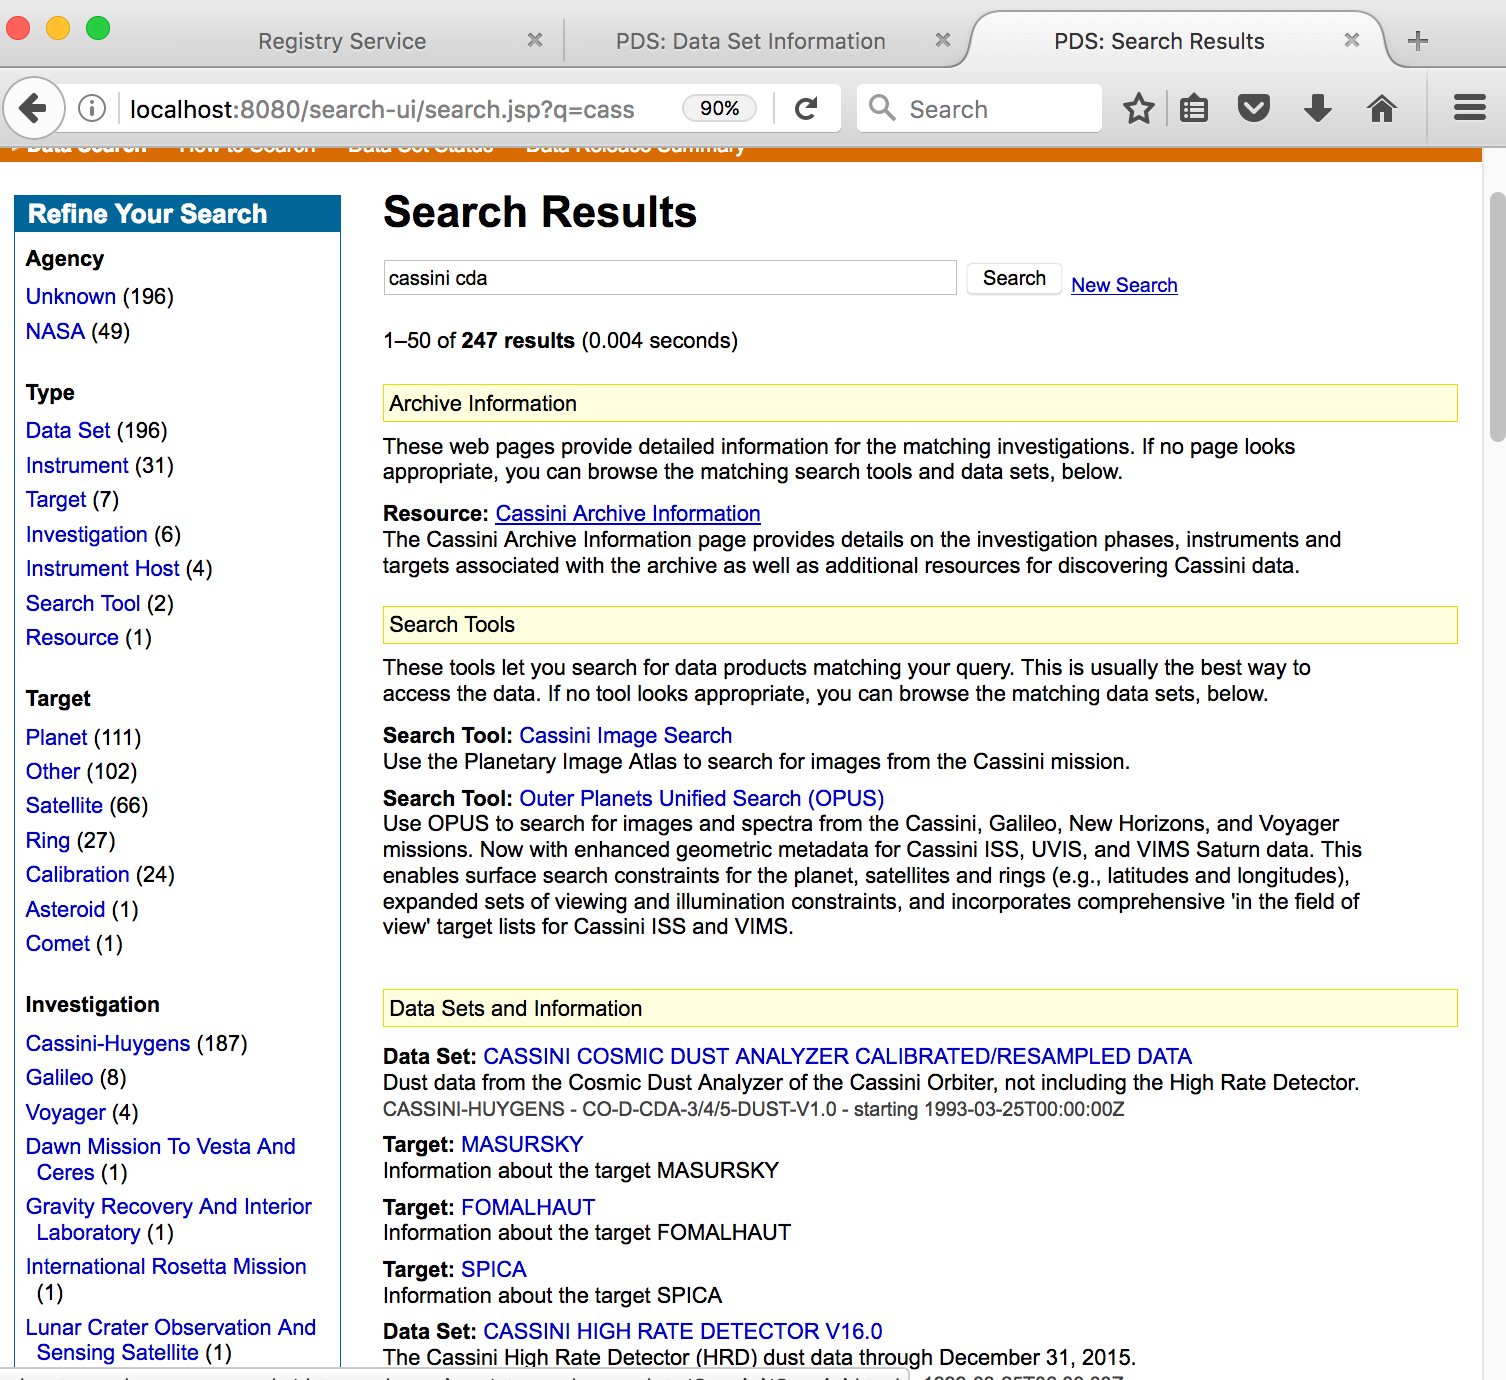 Registry Service
PDS: Data Set Information
PDS: Search Results
localhost:8080/search-ui/search.jsp?q=cass
90%
Search
Data Search How to Search Data Set Status Data Release Summary
Refine Your Search
Agency
Unknown (196)
NASA (49)
Type
Data Set (196)
Instrument (31)
Target (7)
Investigation (6)
Instrument Host (4)
Search Tool (2)
Resource (1)
Target
Planet (111)
Other (102)
Satellite (66)
Ring (27)
Calibration (24)
Asteroid (1)
Comet (1)
Investigation
Cassini-Huygens (187)
Galileo (8)
Voyager (4)
Dawn Mission To Vesta And
Ceres (1)
Gravity Recovery And Interior
Laboratory (1)
International Rosetta Mission
(1)
Lunar Crater Observation And
Sensing Satellite (1)
Search Results
cassini cda
Search
New Search
1–50 of 247 results (0.004 seconds)
Archive Information
These web pages provide detailed information for the matching investigations. If no page looks
appropriate, you can browse the matching search tools and data sets, below.
Resource: Cassini Archive Information
The Cassini Archive Information page provides details on the investigation phases, instruments and
targets associated with the archive as well as additional resources for discovering Cassini data.
Search Tools
These tools let you search for data products matching your query. This is usually the best way to
access the data. If no tool looks appropriate, you can browse the matching data sets, below.
Search Tool: Cassini Image Search
Use the Planetary Image Atlas to search for images from the Cassini mission.
Search Tool: Outer Planets Unified Search (OPUS)
Use OPUS to search for images and spectra from the Cassini, Galileo, New Horizons, and Voyager
missions. Now with enhanced geometric metadata for Cassini ISS, UVIS, and VIMS Saturn data. This
enables surface search constraints for the planet, satellites and rings (e.g., latitudes and longitudes),
expanded sets of viewing and illumination constraints, and incorporates comprehensive 'in the field of
view' target lists for Cassini ISS and VIMS.
Data Sets and Information
Data Set: CASSINI COSMIC DUST ANALYZER CALIBRATED/RESAMPLED DATA
Dust data from the Cosmic Dust Analyzer of the Cassini Orbiter, not including the High Rate Detector.
CASSINI-HUYGENS - CO-D-CDA-3/4/5-DUST-V1.0 - starting 1993-03-25T00:00:00Z
Target: MASURSKY
Information about the target MASURSKY
Target: FOMALHAUT
Information about the target FOMALHAUT
Target: SPICA
Information about the target SPICA
Data Set: CASSINI HIGH RATE DETECTOR V16.0
The Cassini High Rate Detector (HRD) dust data through December 31, 2015.